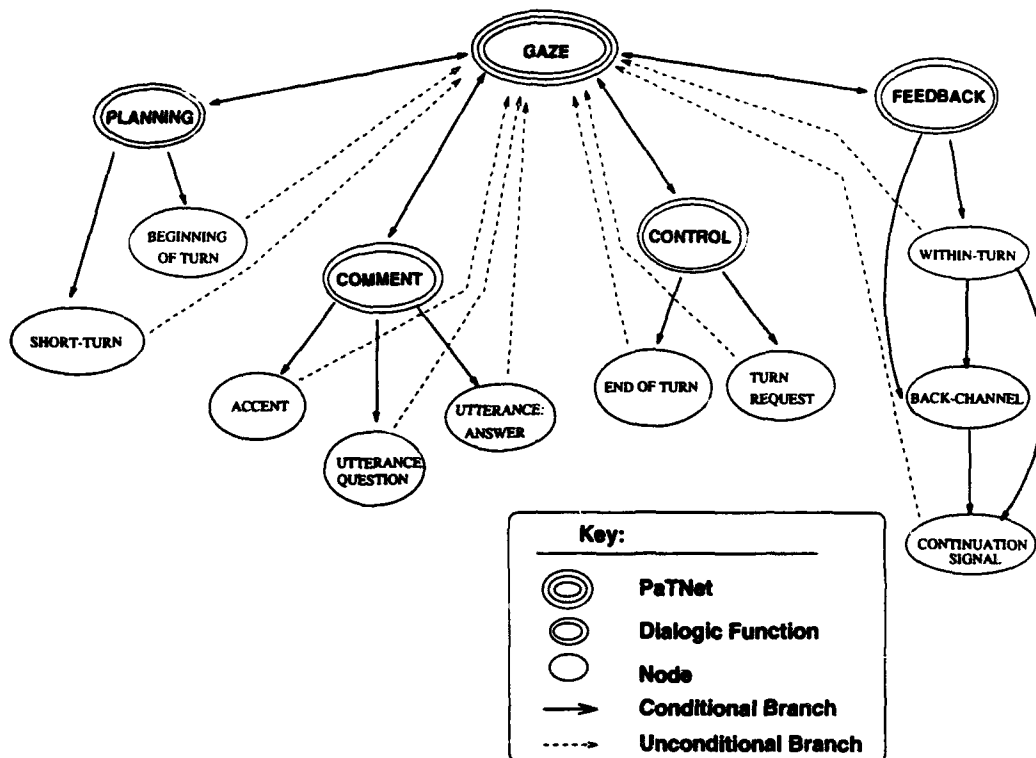 GAZE
PLANNING
FEEDBACK
BEGINNING
OF TURN
CONTROL
WITHIN-TURN
COMMENT
SHORT-TURN
ACCENT
UTTERANCE:
ANSWER
END OF TURN
TURN
REQUEST
BACK-CHANNEL
UTTERANCE
QUESTION
CONTINUATION
SIGNAL
Key:
PaTNet
Dialogic Function
Node
Conditional Branch
Unconditional Branch